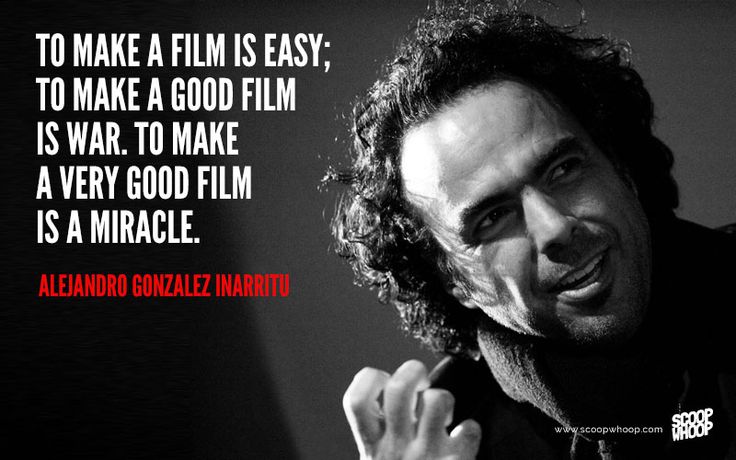 TO MAKE A FILM IS EASY;
TO MAKE A GOOD FILM
IS WAR. TO MAKE
A VERY GOOD FILM
IS A MIRACLE.
ALEJANDRO GONZALEZ INARRITU
www.scoopwhoop.com
SCOOP
WHOOP